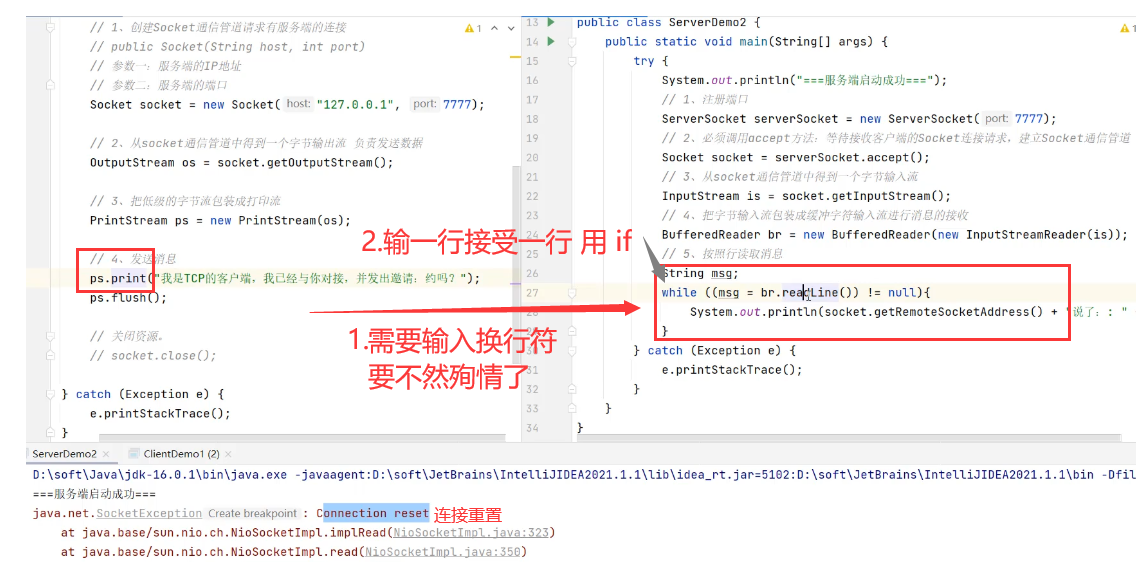 // 1、创建Socket通信管道请求有服务端的连接
// public Socket(String host, int port)
// 参数一：服务端的IP地址
// 参数二：服务端的端口
Socket socket = new Socket( host: "127.0.0.1", port: 7777);
// 2、从socket通信管道中得到一个字节输出流 负责发送数据
OutputStream os = socket.getOutputStream();
// 3、把低级的字节流包装成打印流
PrintStream ps = new PrintStream(os);
// 4、发送消息
ps.print("我是TCP的客户端，我已经与你对接，并发出邀请：约吗？");
ps.flush();
// 关闭资源。
// socket.close();
} catch (Exception e) {
e.printStackTrace();
}
1
13 public class ServerDemo2 {
14 public static void main(String[] args) {
15 try {
16 System.out.println("===服务端启动成功===");
17 // 1、注册端口
18 ServerSocket serverSocket = new ServerSocket( port: 7777);
19 // 2、必须调用accept方法：等待接收客户端的Socket连接请求，建立Socket通信管道
20 Socket socket = serverSocket.accept();
21 // 3、从socket通信管道中得到一个字节输入流
22 InputStream is = socket.getInputStream();
23 // 4、把字节输入流包装成缓冲字符输入流进行消息的接收
24 BufferedReader br = new BufferedReader(new InputStreamReader(is));
25 // 5、按照行读取消息
26 String msg;
27 while ((msg = br.readLine()) != null){
28 System.out.println(socket.getRemoteSocketAddress() + "说了：: "
}
} catch (Exception e) {
31 e.printStackTrace();
32 }
33 }
34 }
1
2.输一行接受一行 用 if
1.需要输入换行符
要不然殉情了
ServerDemo2 × ClientDemo1 (2) ×
D:\soft\Java\jdk-16.0.1\bin\java.exe -javaagent:D:\soft\JetBrains\IntelliJIDEA2021.1.1\lib\idea_rt.jar=5102:D:\soft\JetBrains\IntelliJIDEA2021.1.1\bin -Dfil
===服务端启动成功===
java.net.SocketException Create breakpoint : Connection reset 连接重置
at java.base/sun.nio.ch.NioSocketImpl.implRead(NioSocketImpl.java:323)
at java.base/sun.nio.ch.NioSocketImpl.read(NioSocketImpl.java:350)